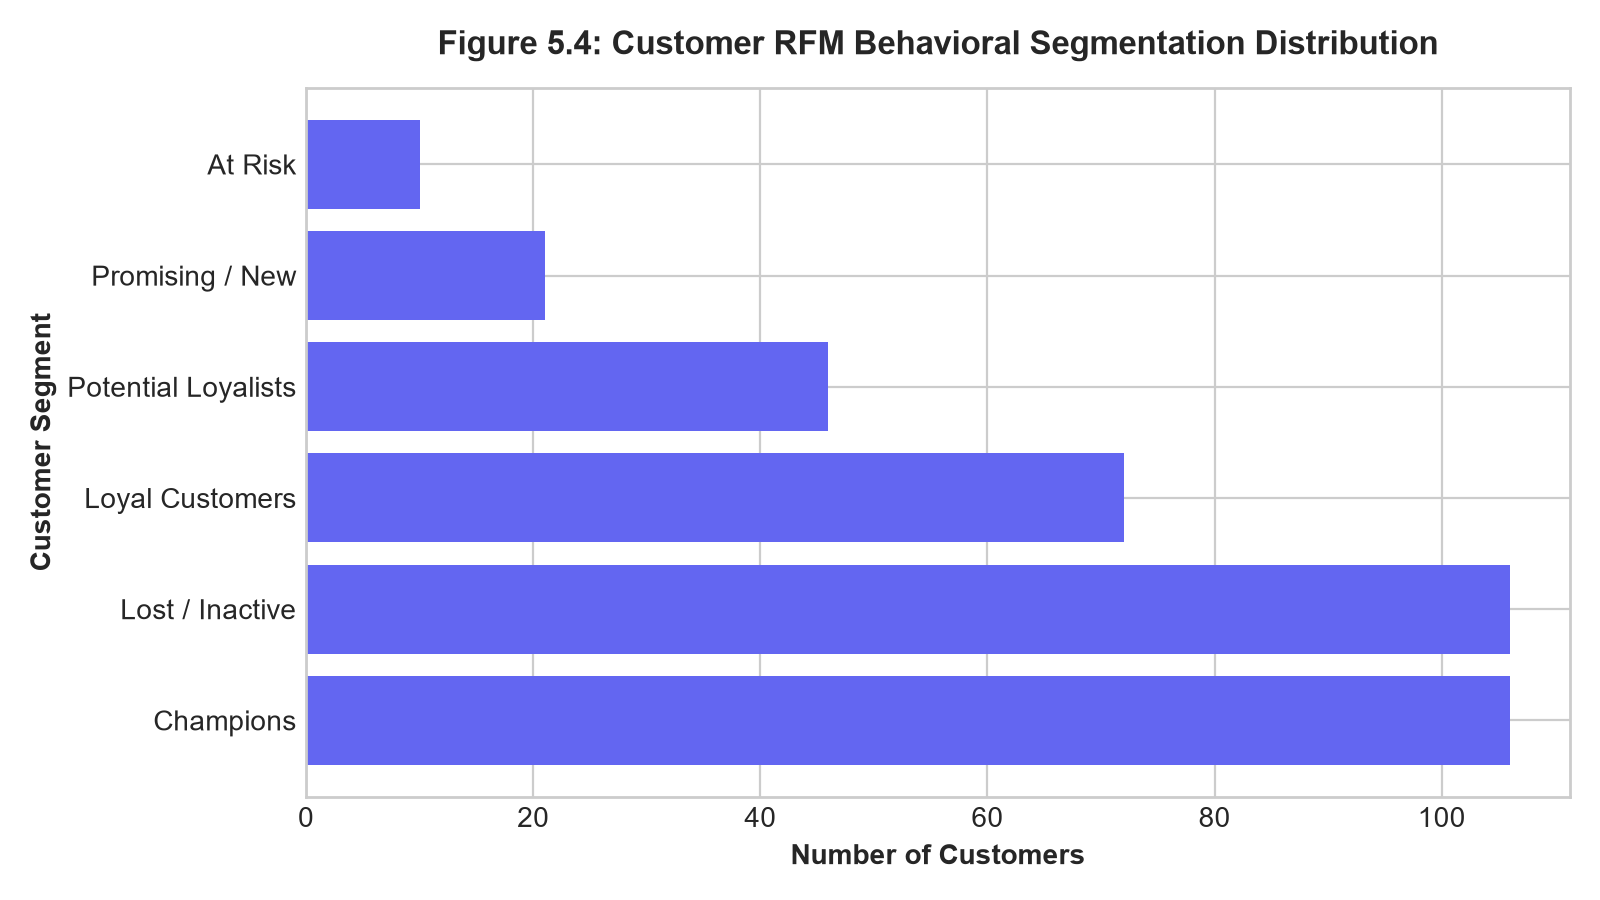 Figure 5.4: Customer RFM Behavioral Segmentation Distribution
Customer Segment
At Risk
Promising / New
Potential Loyalists
Loyal Customers
Lost / Inactive
Champions
0 20 40 60 80 100
Number of Customers